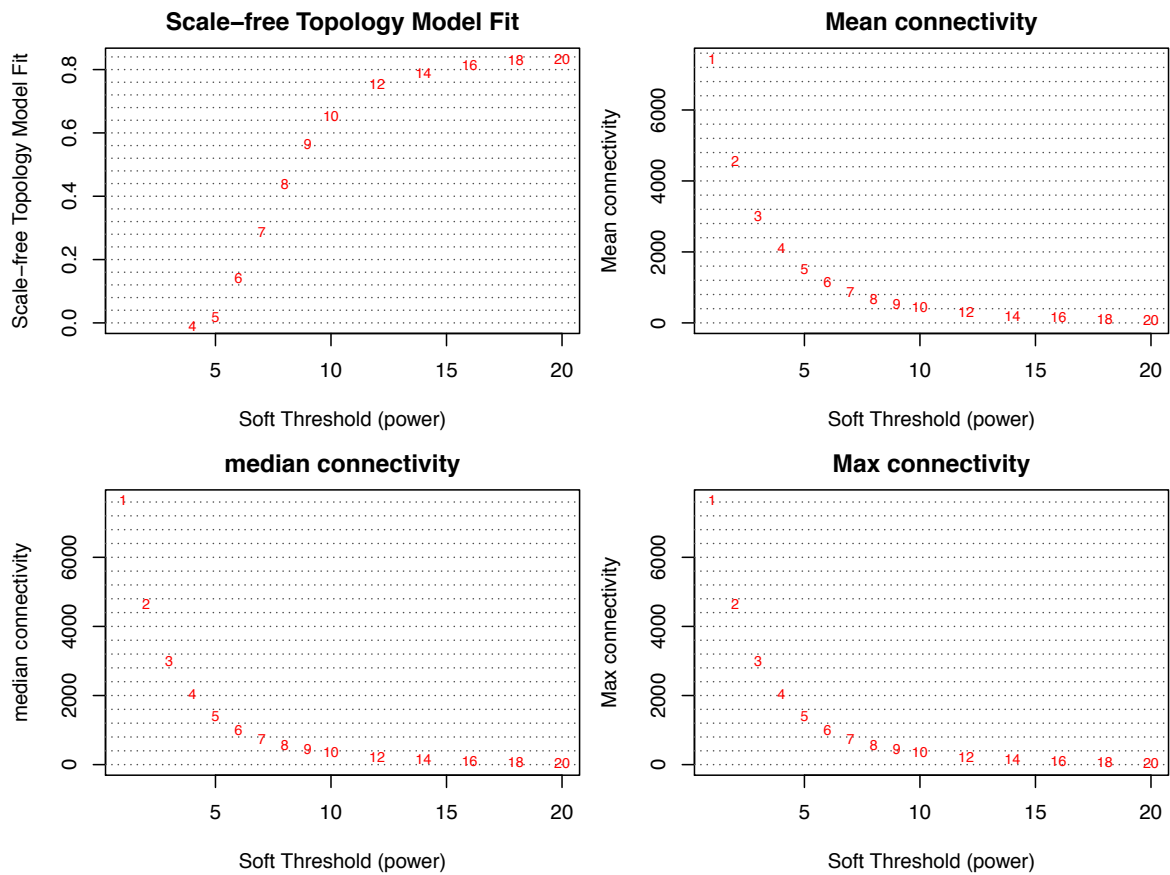 Scale−free Topology Model Fit
Scale−free Topology Model Fit
0.0 0.2 0.4 0.6 0.8
4 5 6 7 8 9 10 12 14 16 18 20
5 10 15 20
Soft Threshold (power)
Mean connectivity
Mean connectivity
0 2000 4000 6000
1 2 3 4 5 6 7 8 9 10 12 14 16 18 20
5 10 15 20
Soft Threshold (power)
median connectivity
median connectivity
0 2000 4000 6000
1 2 3 4 5 6 7 8 9 10 12 14 16 18 20
5 10 15 20
Soft Threshold (power)
Max connectivity
Max connectivity
0 2000 4000 6000
1 2 3 4 5 6 7 8 9 10 12 14 16 18 20
5 10 15 20
Soft Threshold (power)